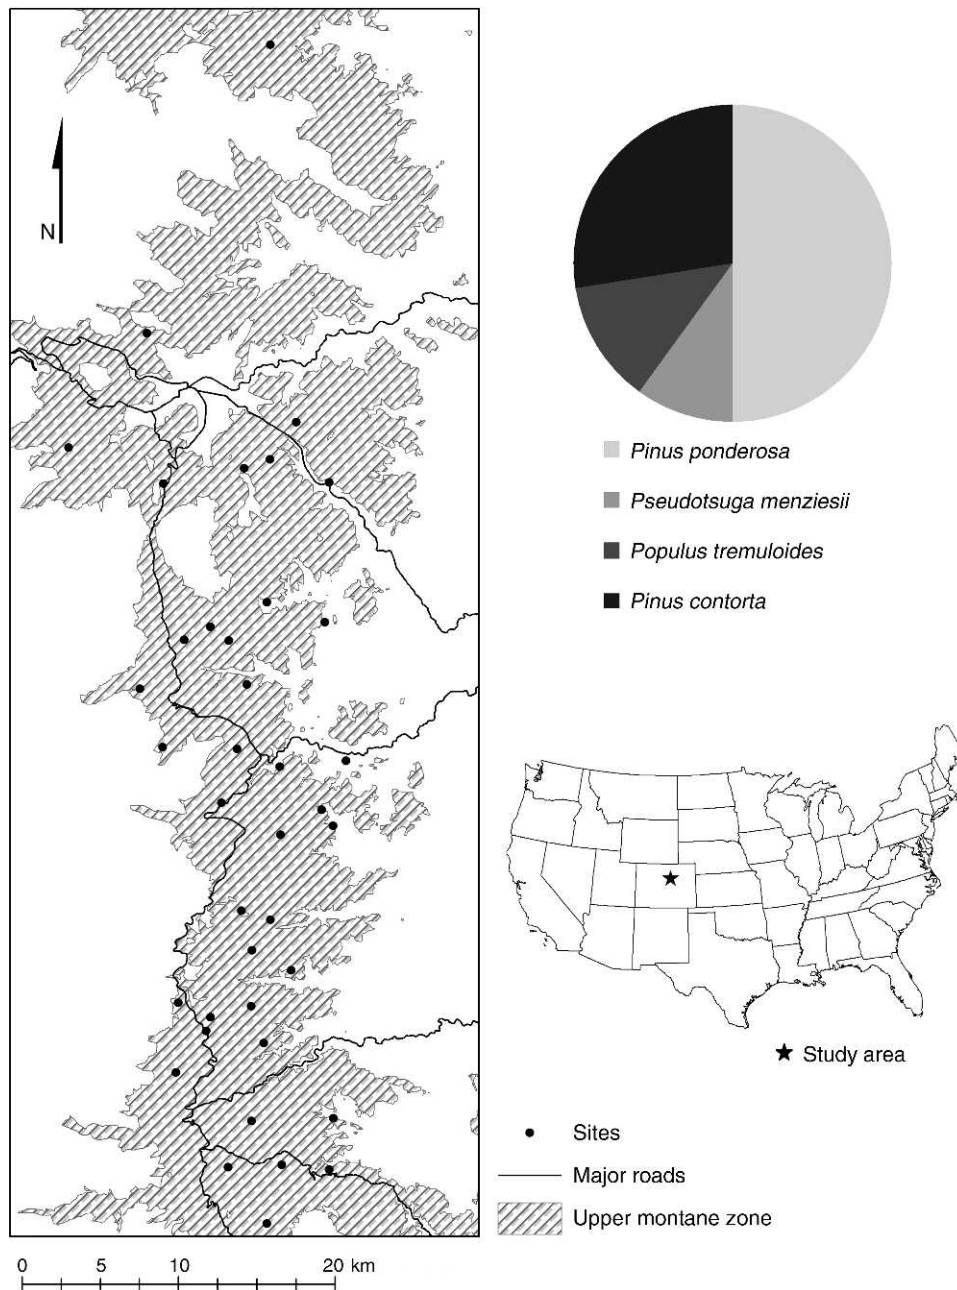 N
Pinus ponderosa
Pseudotsuga menziesii
Populus tremuloides
Pinus contorta
Study area
Sites
Major roads
Upper montane zone
0 5 10 20 km